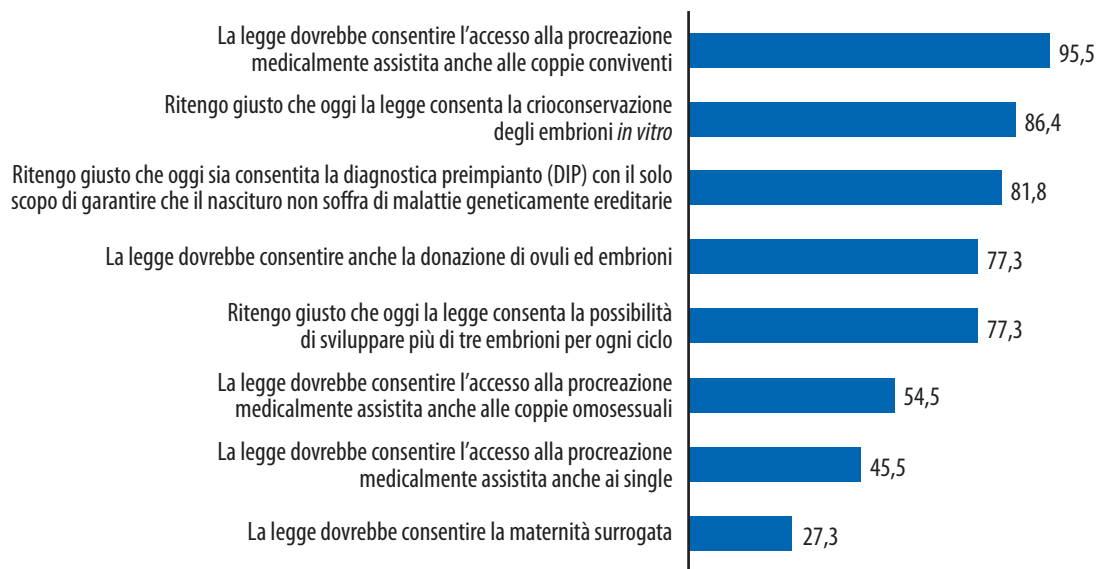 La legge dovrebbe consentire l’accesso alla procreazione
medicalmente assistita anche alle coppie conviventi
95,5
Ritengo giusto che oggi la legge consenta la crioconservazione
degli embrioni in vitro
86,4
Ritengo giusto che oggi sia consentita la diagnostica preimpianto (DIP) con il solo
scopo di garantire che il nascituro non soffra di malattie geneticamente ereditarie
81,8
La legge dovrebbe consentire anche la donazione di ovuli ed embrioni
77,3
Ritengo giusto che oggi la legge consenta la possibilità
di sviluppare più di tre embrioni per ogni ciclo
77,3
La legge dovrebbe consentire l’accesso alla procreazione
medicalmente assistita anche alle coppie omosessuali
54,5
La legge dovrebbe consentire l’accesso alla procreazione
medicalmente assistita anche ai single
45,5
La legge dovrebbe consentire la maternità surrogata
27,3